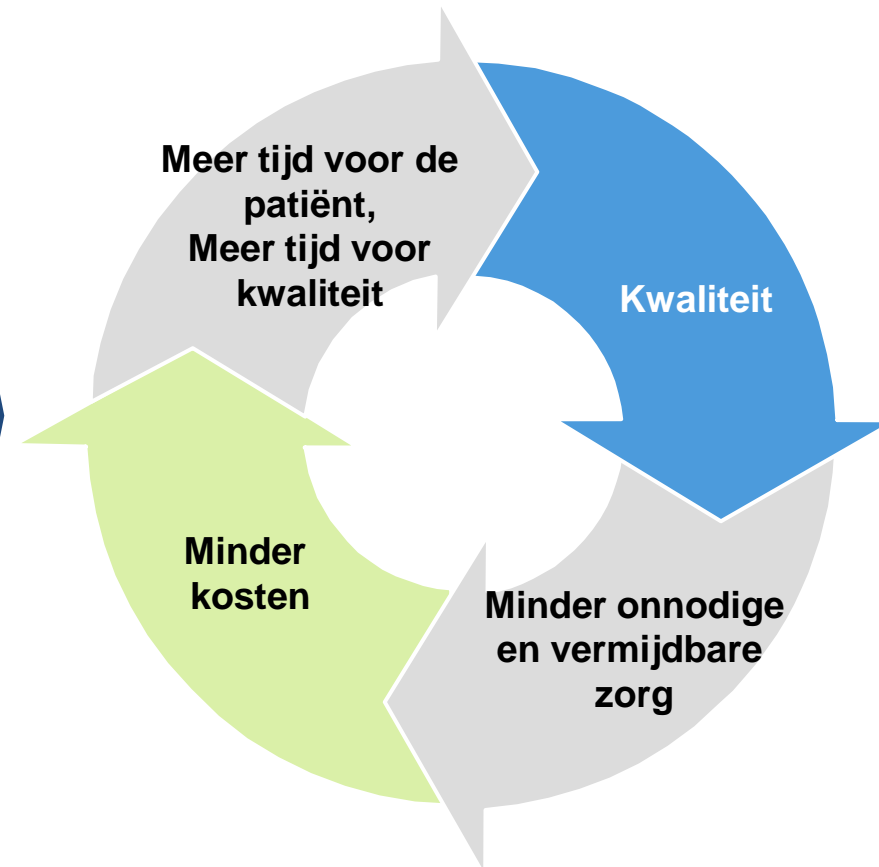 Meer tijd voor de
patiënt,
Meer tijd voor
kwaliteit
Kwaliteit
Minder onnodige
en vermijdbare
zorg
Minder
kosten